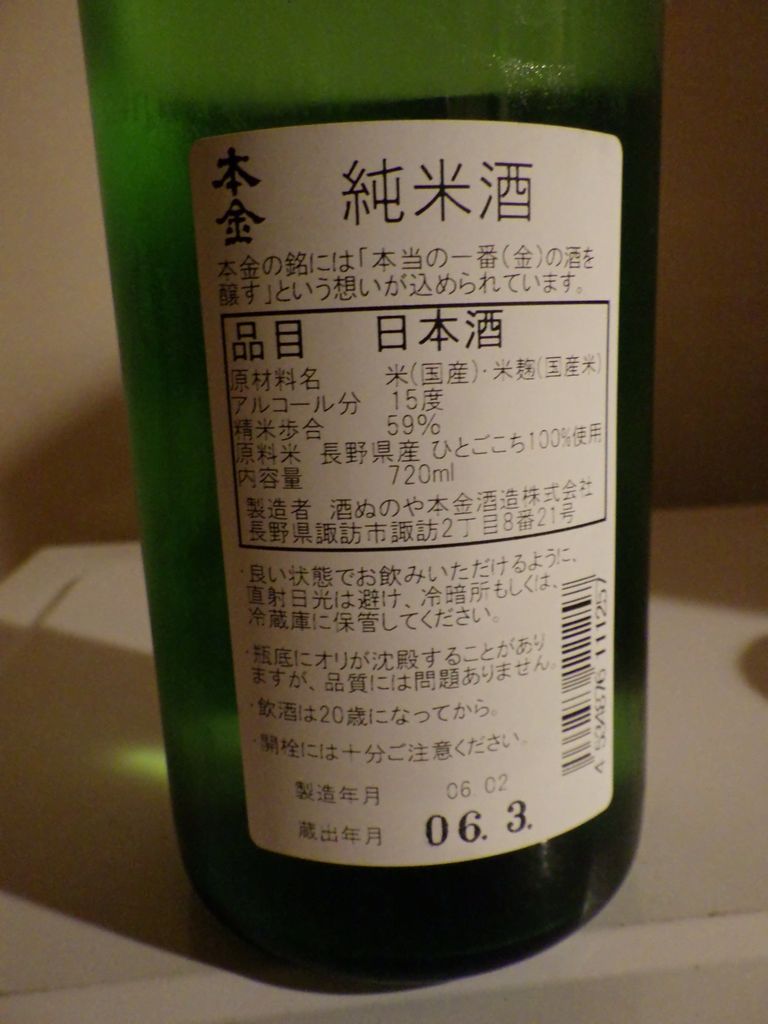 本金
純米酒
本金の銘には「本当の一番(金)の酒を
醸す」という想いが込められています。
品目 日本酒
原材料名 米(国産)・米麹(国産米)
アルコール分 15度
精米歩合 59%
原料米 長野県産 ひとごこち100%使用
内容量 720ml
製造者 酒ぬのや本金酒造株式会社
長野県諏訪市諏訪2丁目8番21号
・良い状態でお飲みいただけるように、
直射日光は避け、冷暗所もしくは、
冷蔵庫に保管してください。
・瓶底にオリが沈殿することがあり
ますが、品質には問題ありません。
・飲酒は20歳になってから。
・開栓には十分ご注意ください。
製造年月 06.02
蔵出年月 06.3.